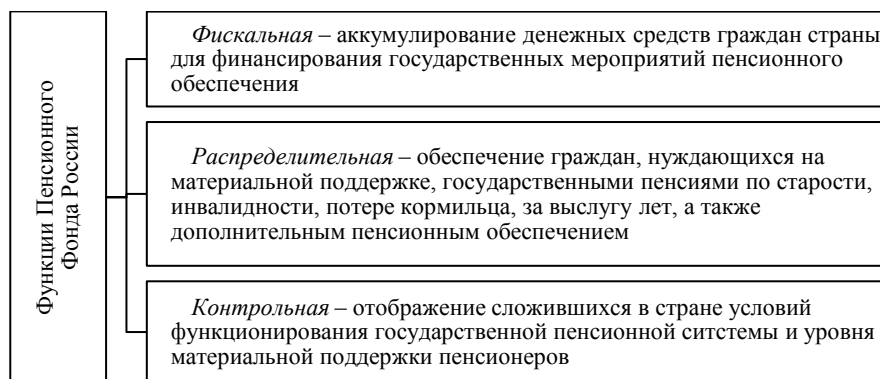 Функции Пенсионного
Фонда России
Фискальная – аккумулирование денежных средств граждан страны
для финансирования государственных мероприятий пенсионного
обеспечения
Распределительная – обеспечение граждан, нуждающихся на
материальной поддержке, государственными пенсиями по старости,
инвалидности, потере кормильца, за выслугу лет, а также
дополнительным пенсионным обеспечением
Контрольная – отображение сложившихся в стране условий
функционирования государственной пенсионной ситстемы и уровня
материальной поддержки пенсионеров